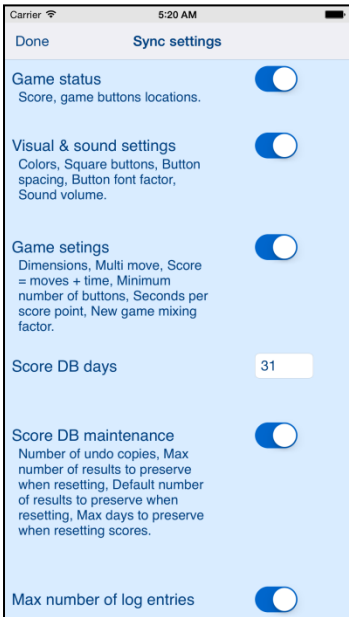 Carrier 5:20 AM
Done Sync settings
Game status
Score, game buttons locations.
Visual & sound settings
Colors, Square buttons, Button
spacing, Button font factor,
Sound volume.
Game setings
Dimensions, Multi move, Score
= moves + time, Minimum
number of buttons, Seconds per
score point, New game mixing
factor.
Score DB days 31
Score DB maintenance
Number of undo copies, Max
number of results to preserve
when resetting, Default number
of results to preserve when
resetting, Max days to preserve
when resetting scores.
Max number of log entries